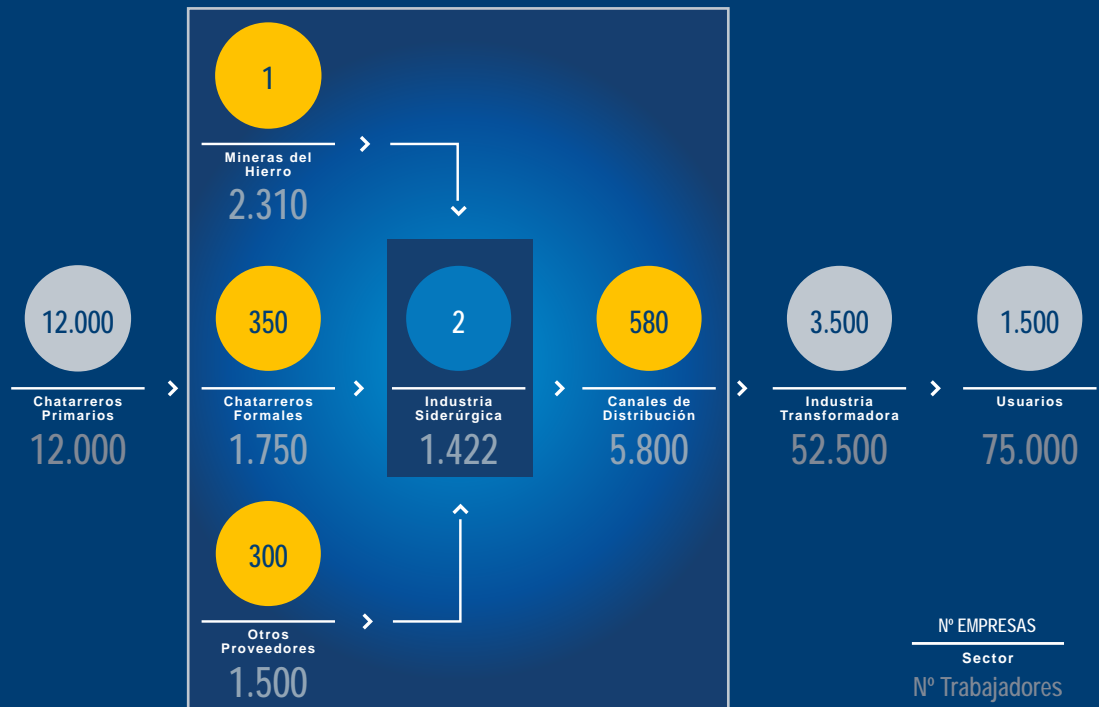 1
Mineras del
Hierro
2.310
12.000
Chatarreros
Primarios
12.000
350
Chatarreros
Formales
1.750
2
Industria
Siderúrgica
1.422
580
Canales de
Distribución
5.800
3.500
Industria
Transformadora
52.500
1.500
Usuarios
75.000
300
Otros
Proveedores
1.500
Nº EMPRESAS
Sector
Nº Trabajadores